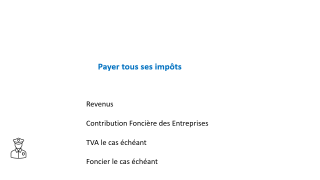 Payer tous ses impôts
Revenus
Contribution Foncière des Entreprises
TVA le cas échéant
Foncier le cas échéant